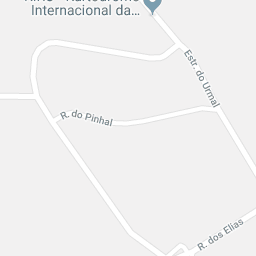 Internacional da...
Estr. do Urmal
R. do Pinhal
R. dos Elias